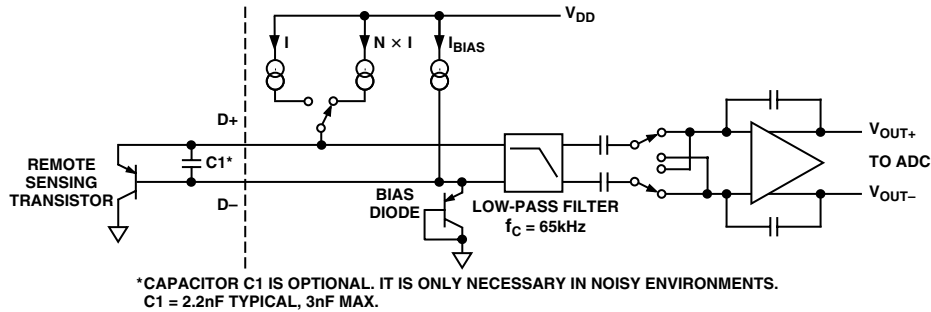 V_DD
I
N × I
I_BIAS
D+
C1*
REMOTE
SENSING
TRANSISTOR
D–
BIAS
DIODE
LOW-PASS FILTER
f_C = 65kHz
V_OUT+
TO ADC
V_OUT–
*CAPACITOR C1 IS OPTIONAL. IT IS ONLY NECESSARY IN NOISY ENVIRONMENTS.
C1 = 2.2nF TYPICAL, 3nF MAX.